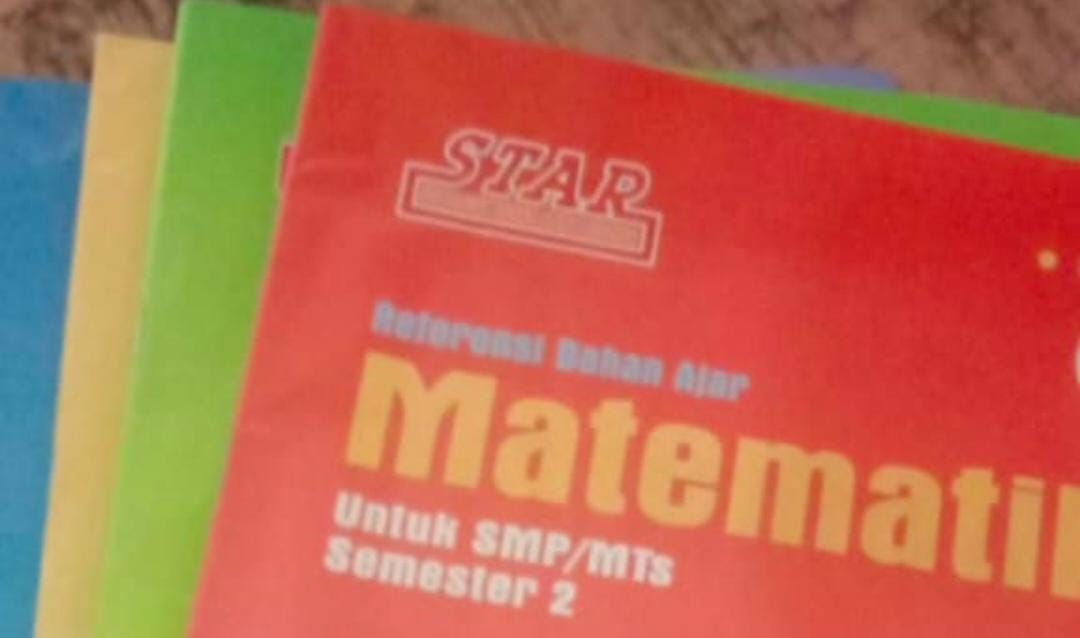 STAR
Referensi Bahan Ajar
Matemati
Untuk SMP/MTs
Semester 2